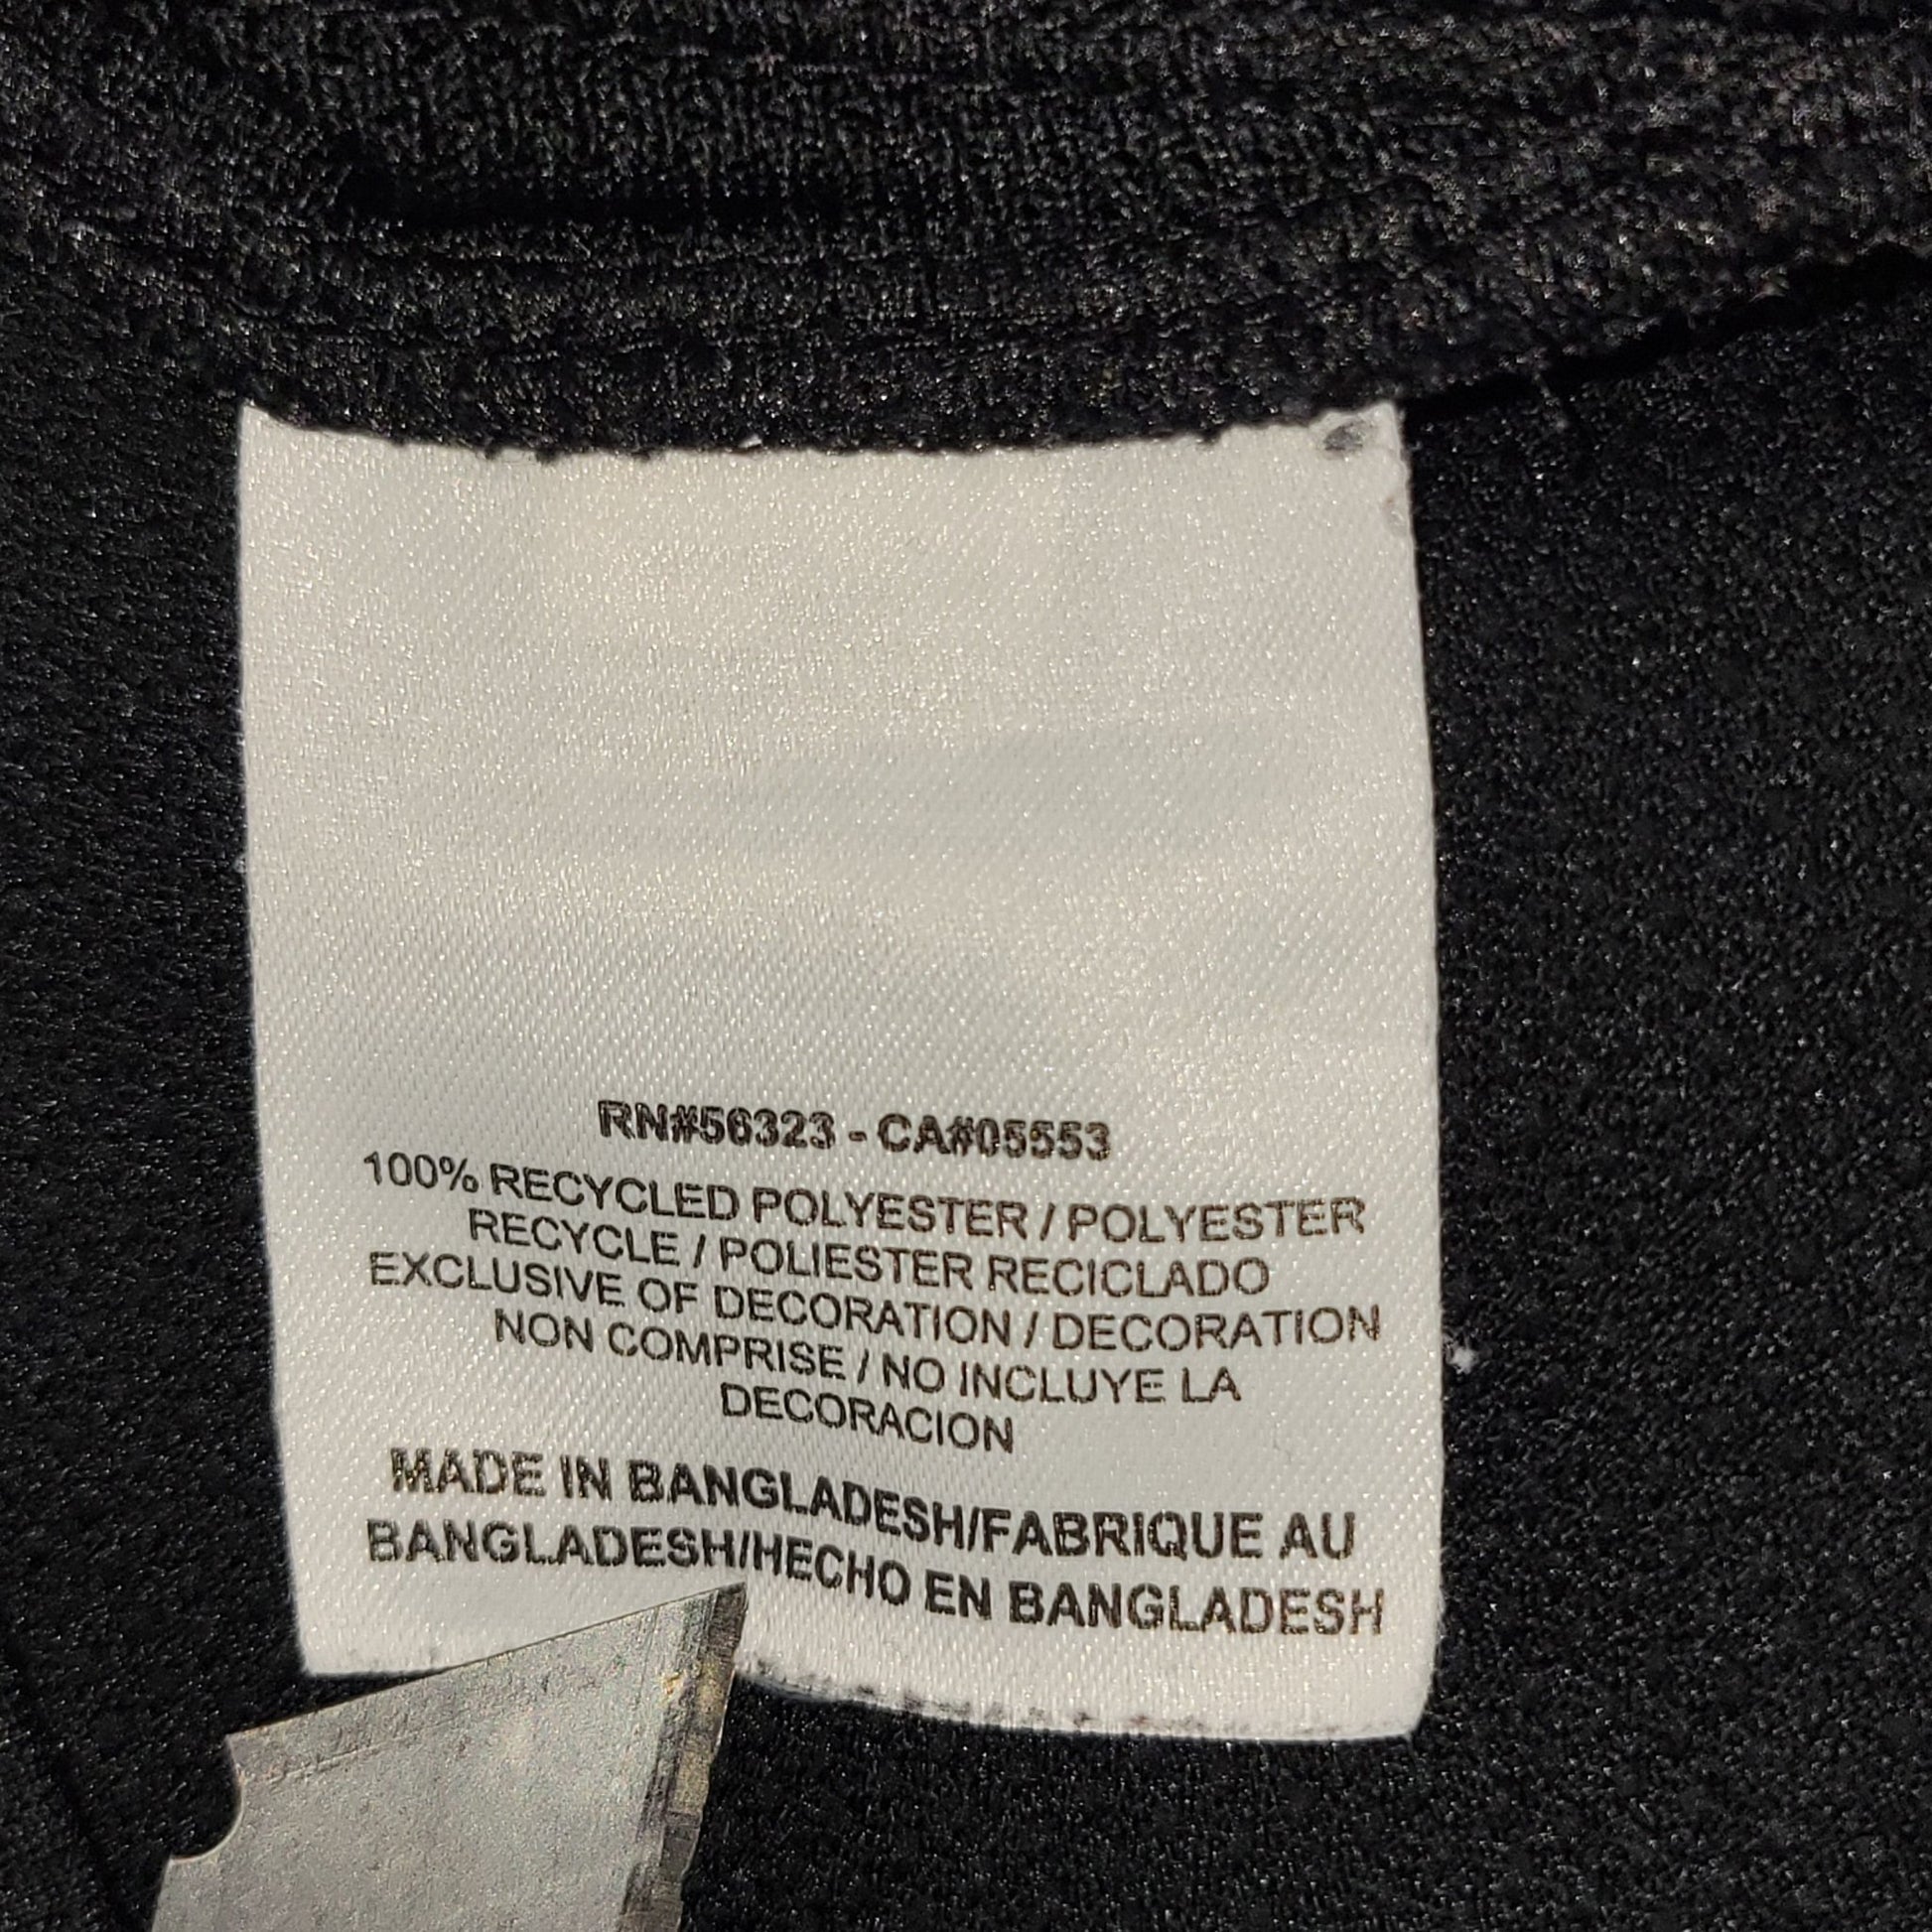 RN#56323 - CA#05553
100% RECYCLED POLYESTER / POLYESTER
RECYCLE / POLIESTER RECICLADO
EXCLUSIVE OF DECORATION / DECORATION
NON COMPRISE / NO INCLUYE LA
DECORACION
MADE IN BANGLADESH/FABRIQUE AU
BANGLADESH/HECHO EN BANGLADESH